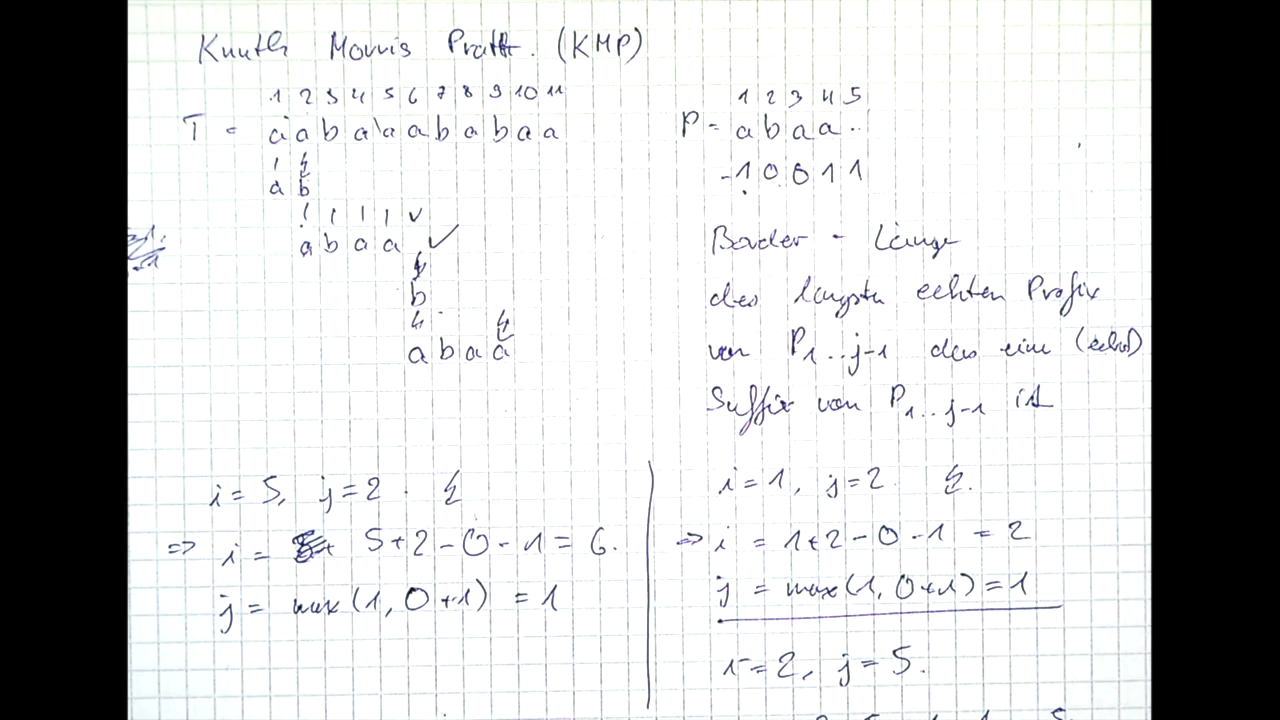 Knuth Morris Pratt. (KMP)
1 2 3 4 5 6 7 8 9 10 11
T = a a b a a a b a b a a
a b
a b a a ✓
b
a b a a
1 2 3 4 5
P = a b a a ..
-1 0 0 1 1
Border - Länge
des längsten echten Präfix
von P1...j-1 das ein (echt)
Suffix von P1...j-1 ist
i = 5, j = 2
=> i = 5+2-0-1 = 6.
j = max(1, 0+1) = 1
i = 1, j = 2
=> i = 1+2-0-1 = 2
j = max(1, 0+1) = 1
i = 2, j = 5.